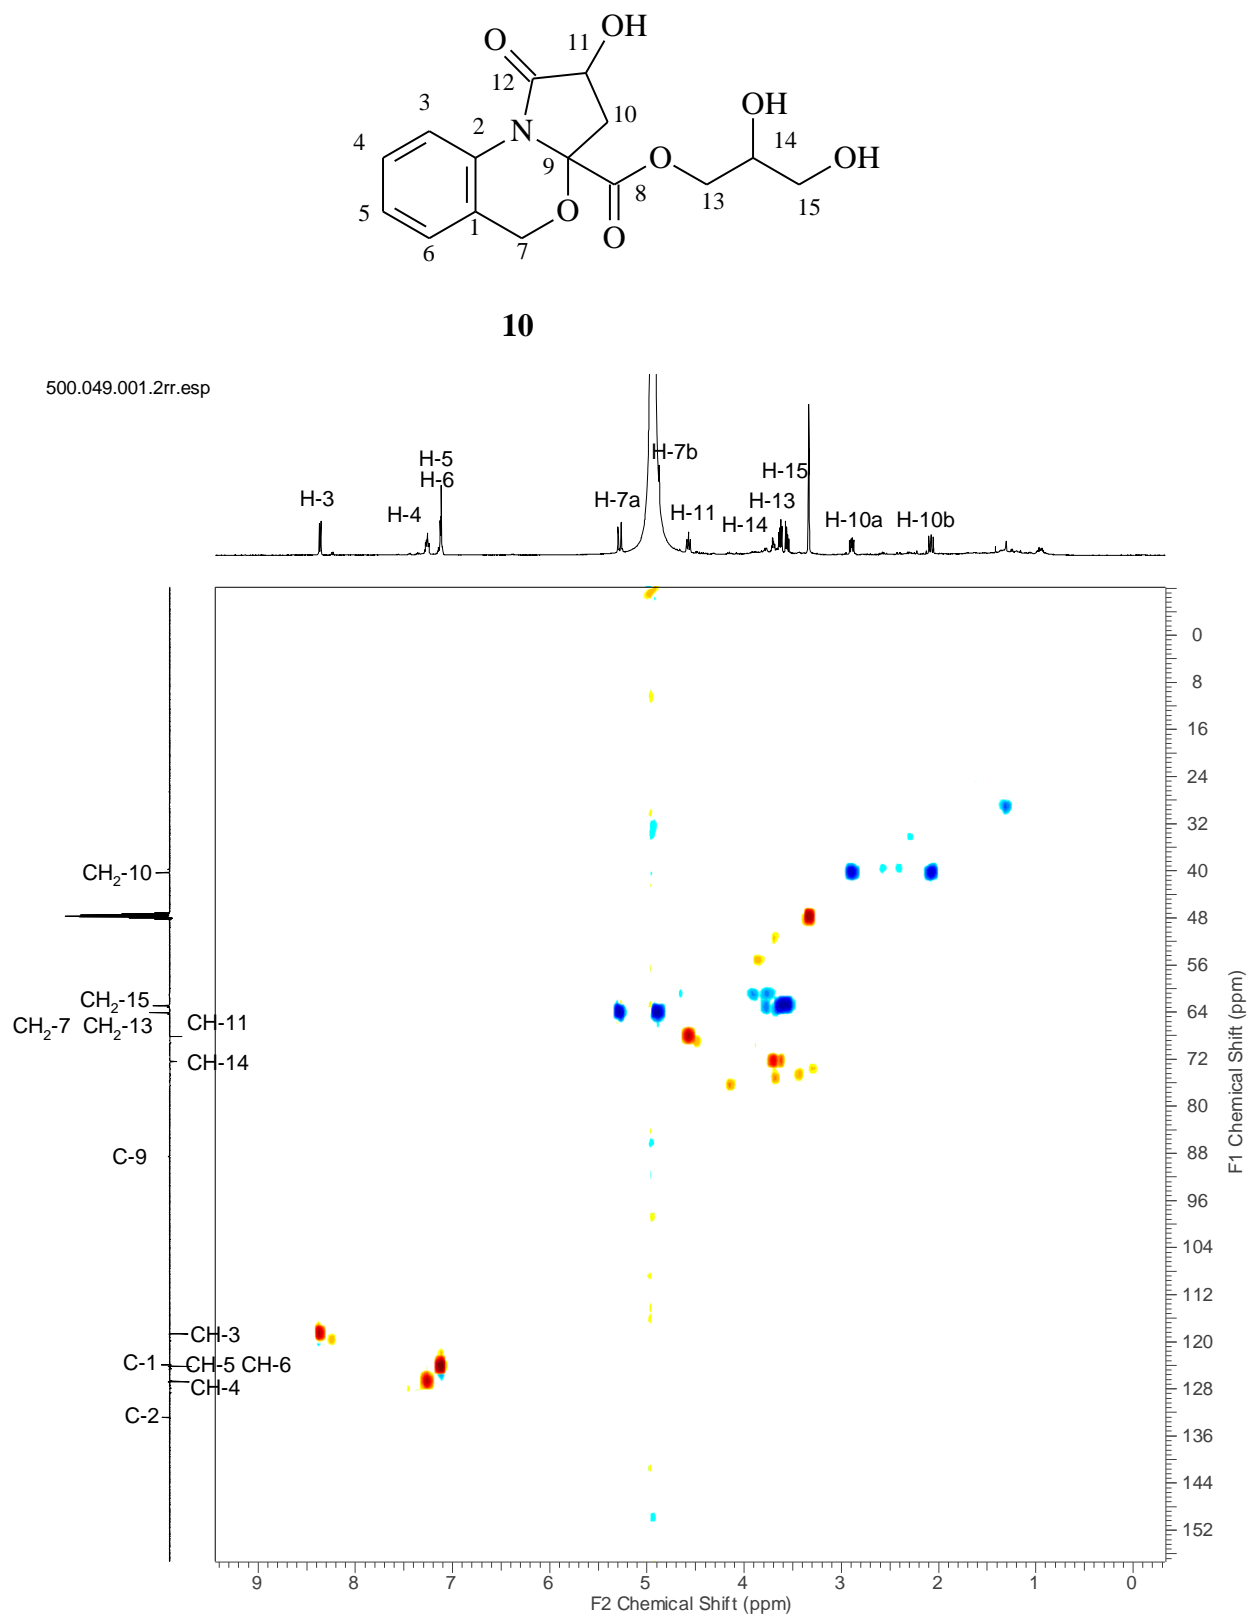 OH
O
11
12
10
3
2
N
OH
4
14
9
O
OH
8
13
15
5
1
O
O
6
7
10
500.049.001.2rr.esp
H-7b
H-5
H-6
H-15
H-3
H-7a
H-13
H-4
H-11
H-14
H-10a
H-10b
0
8
16
24
32
CH2-10
40
48
56
CH2-15
64
CH2-7 CH2-13
CH-11
CH-14
72
80
C-9
88
96
104
112
CH-3
120
C-1
CH-5 CH-6
CH-4
128
C-2
136
144
152
F1 Chemical Shift (ppm)
9 8 7 6 5 4 3 2 1 0
F2 Chemical Shift (ppm)